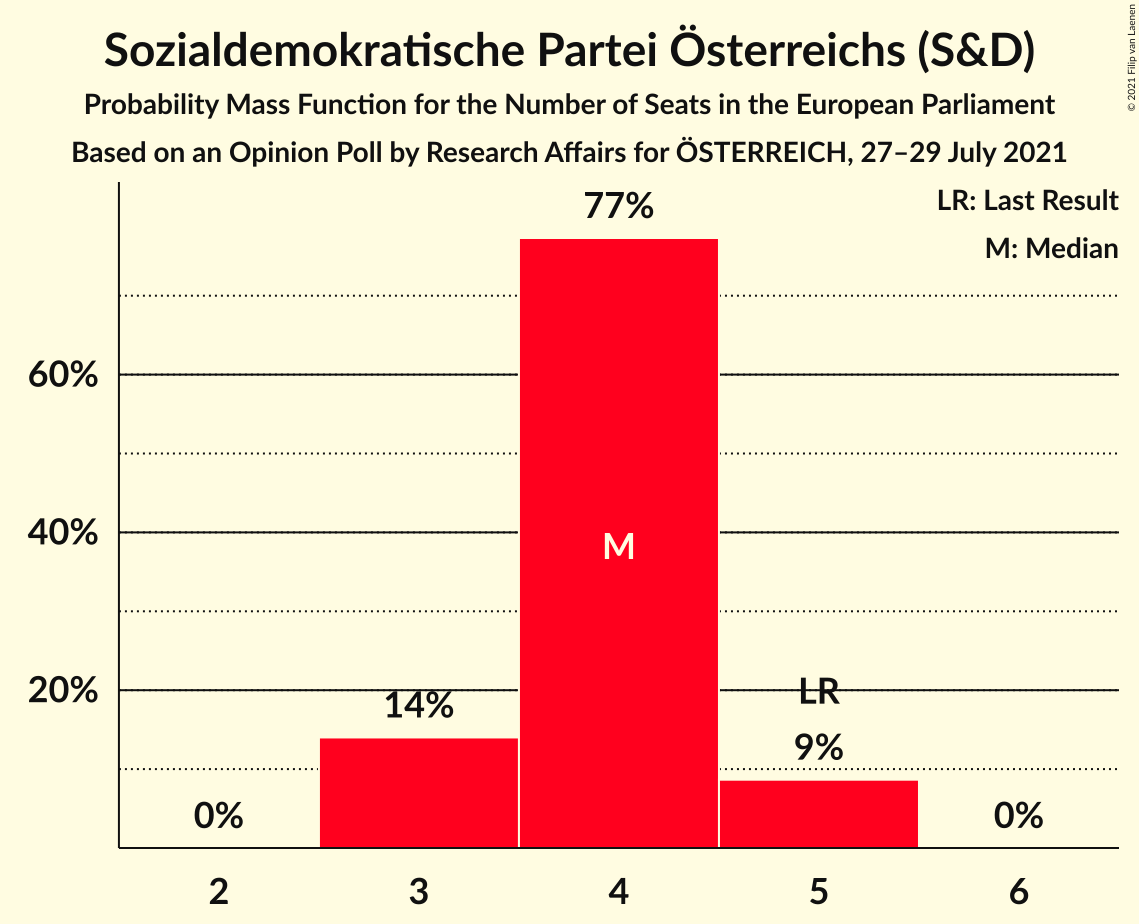 Sozialdemokratische Partei Österreichs (S&D)
Probability Mass Function for the Number of Seats in the European Parliament
Based on an Opinion Poll by Research Affairs for ÖSTERREICH, 27–29 July 2021
© 2021 Filip van Laenen
LR: Last Result
M: Median
77%
60%
40%
M
20%
14%
LR
9%
0%
0%
2 3 4 5 6